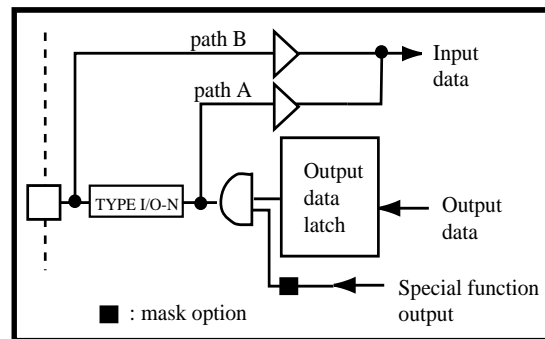 path B
Input
data
path A
TYPE I/O-N
Output
data
latch
Output
data
Special function
output
: mask option